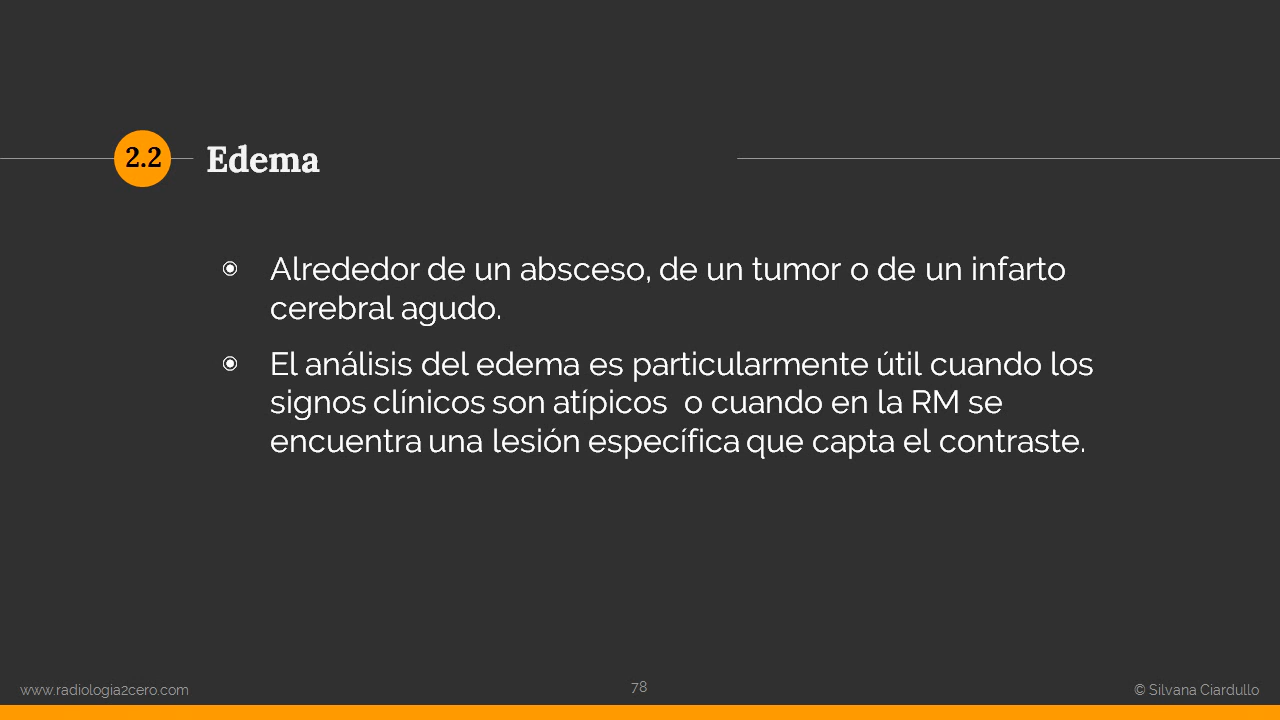 2.2 Edema
◉ Alrededor de un absceso, de un tumor o de un infarto
cerebral agudo.
◉ El análisis del edema es particularmente útil cuando los
signos clínicos son atípicos  o cuando en la RM se
encuentra una lesión específica que capta el contraste.
www.radiologia2cero.com
78
© Silvana Ciardullo